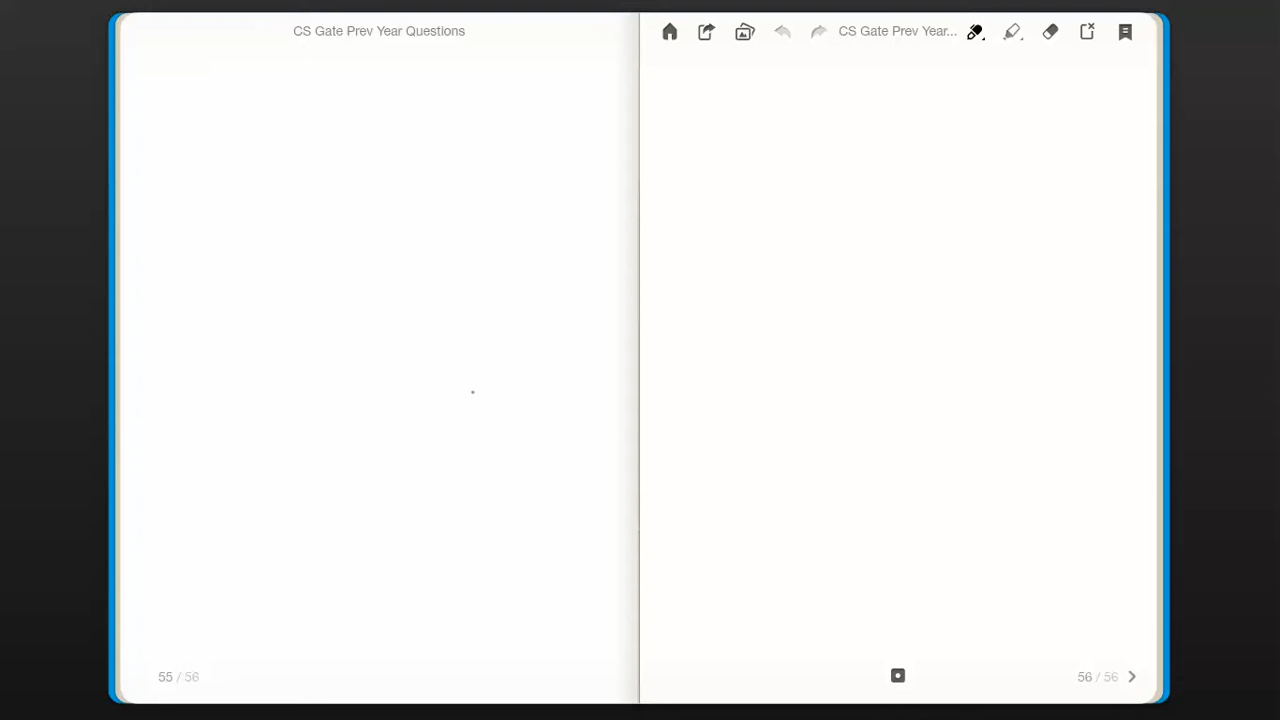 CS Gate Prev Year Questions
CS Gate Prev Year...
55 / 56
56 / 56